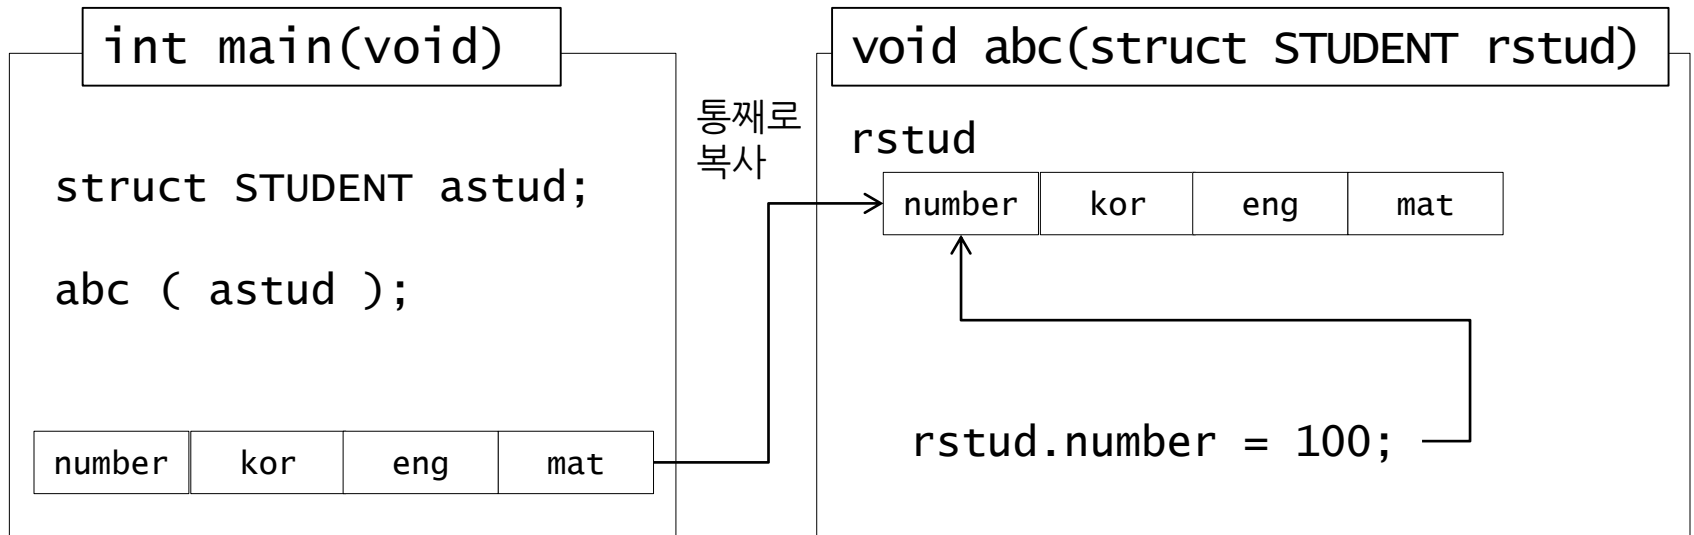 int main(void)
struct STUDENT astud;
abc ( astud );
number kor eng mat
통째로
복사
void abc(struct STUDENT rstud)
rstud
number kor eng mat
rstud.number = 100;